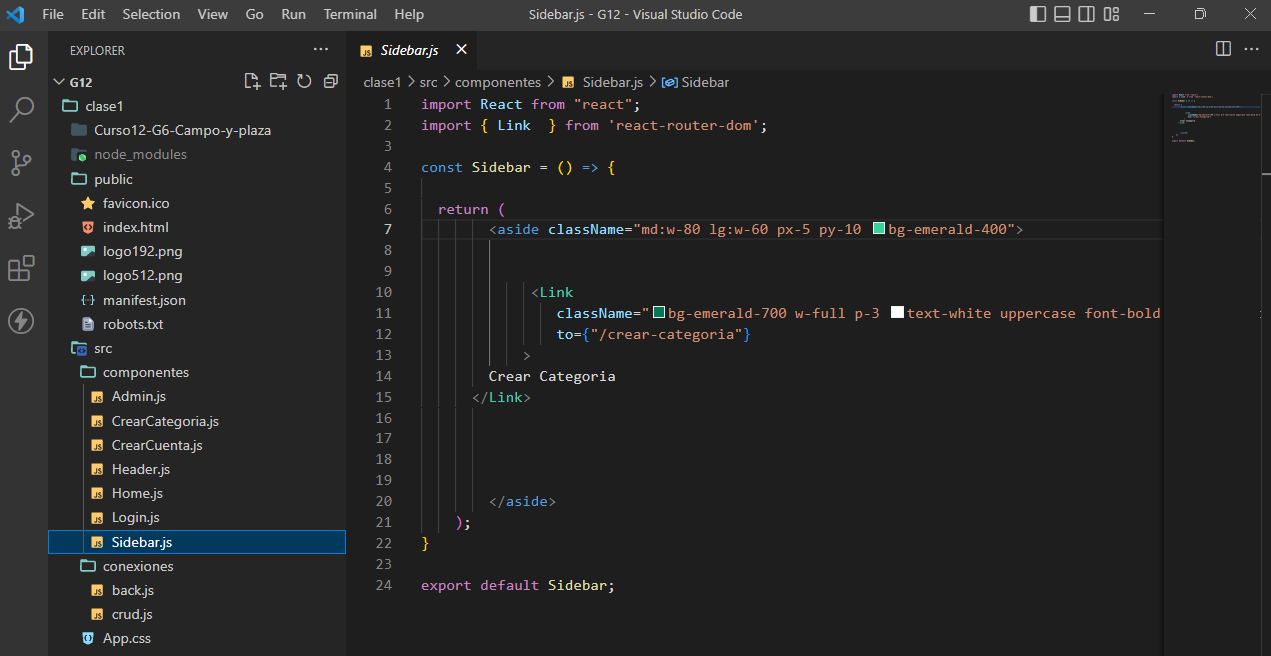 File Edit Selection View Go Run Terminal Help Sidebar.js - G12 - Visual Studio Code
EXPLORER ···
G12
clase1
Curso12-G6-Campo-y-plaza
node_modules
public
favicon.ico
index.html
logo192.png
logo512.png
manifest.json
robots.txt
src
componentes
Admin.js
CrearCategoria.js
CrearCuenta.js
Header.js
Home.js
Login.js
Sidebar.js
conexiones
back.js
crud.js
App.css
JS Sidebar.js
clase1 > src > componentes > JS Sidebar.js > Sidebar
1 import React from "react";
2 import { Link  } from 'react-router-dom';
3
4 const Sidebar = () => {
5
6 return (
7 <aside className="md:w-80 lg:w-60 px-5 py-10 bg-emerald-400">
8
9
10 <Link
11 className="bg-emerald-700 w-full p-3 text-white uppercase font-bold
12 to={"/crear-categoria"}
13 >
14 Crear Categoria
15 </Link>
16
17
18
19
20 </aside>
21 );
22 }
23
24 export default Sidebar;